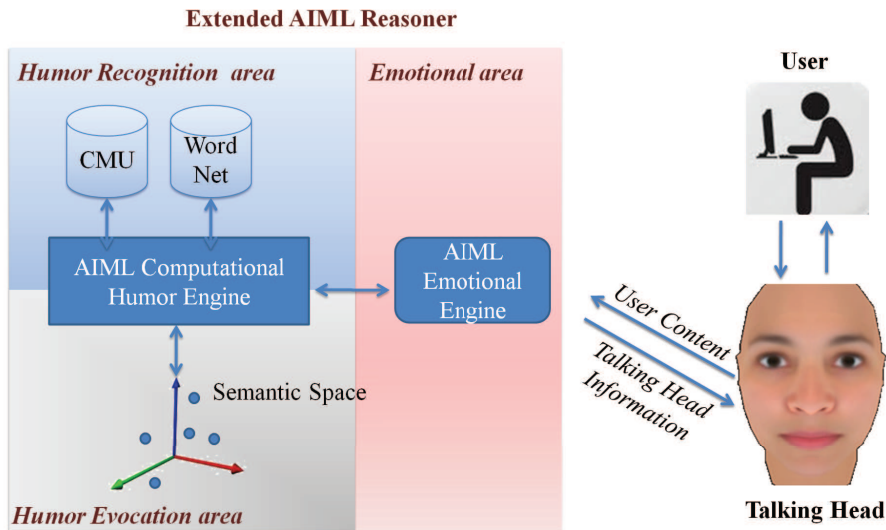 Extended AIML Reasoner
Humor Recognition area
Emotional area
User
CMU
Word
Net
AIML Computational
Humor Engine
AIML
Emotional
Engine
User Content
Talking Head
Information
Semantic Space
Humor Evocation area
Talking Head